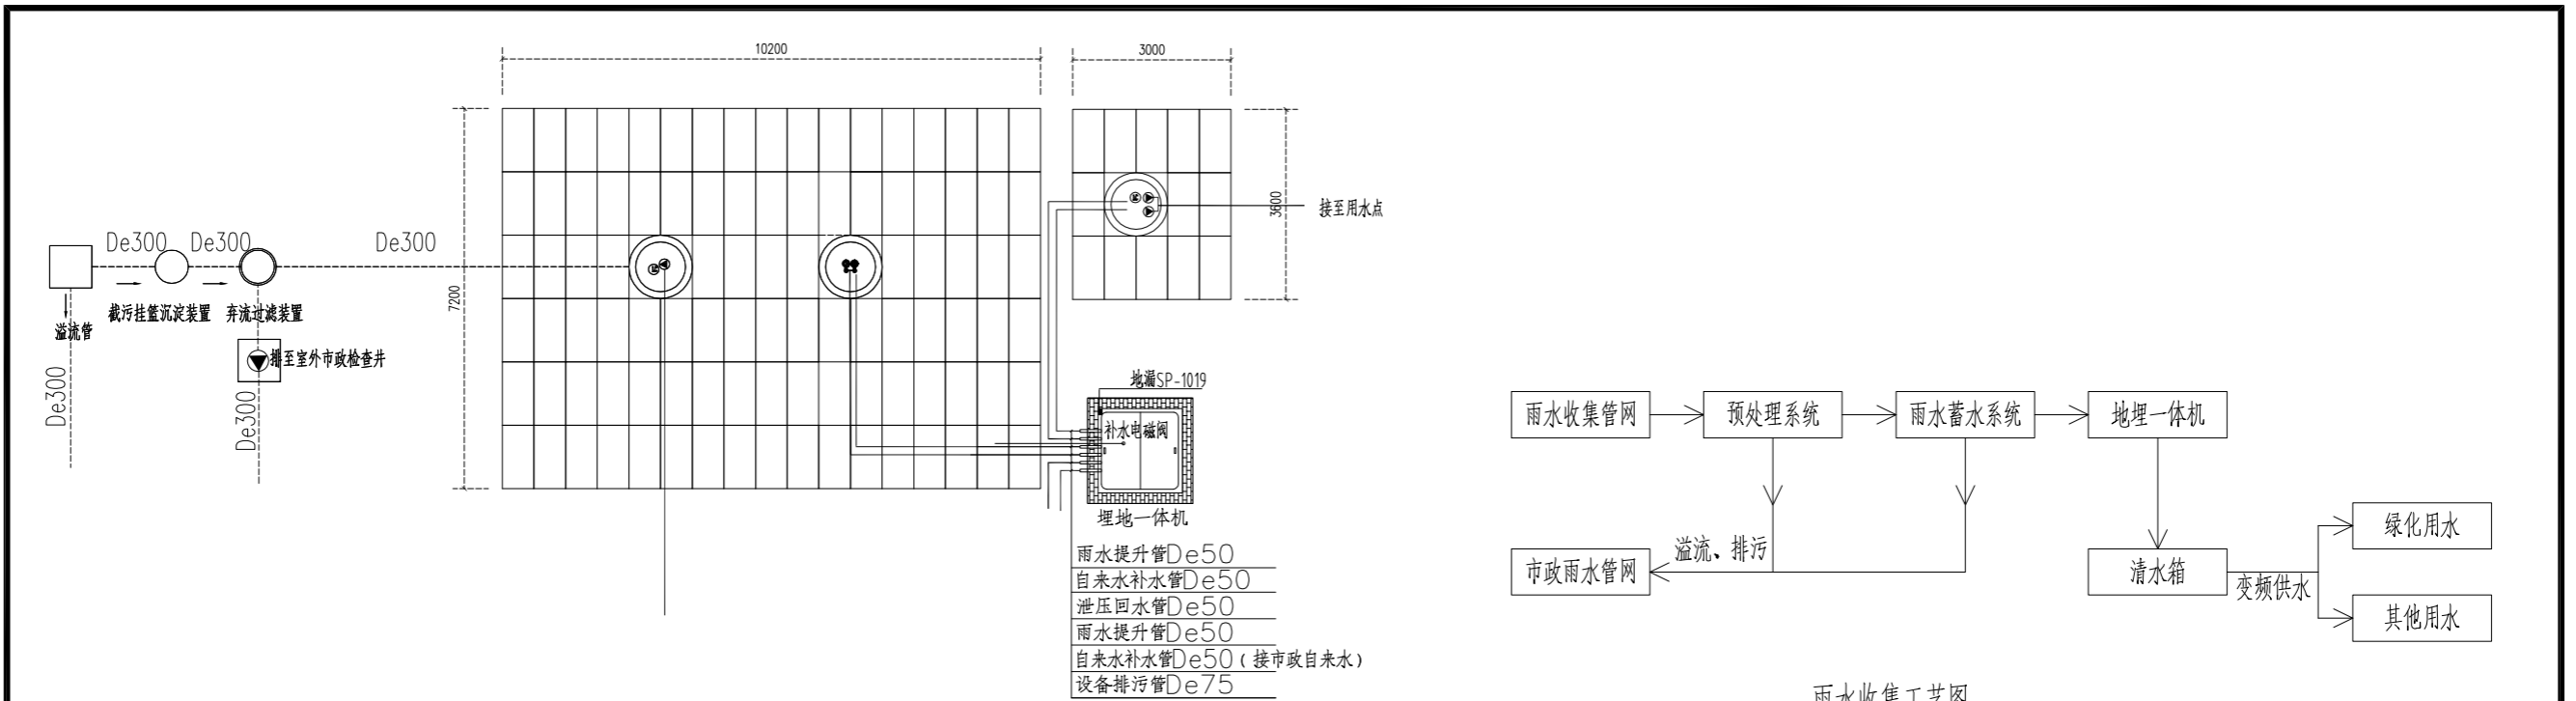 10200
3000
7200
3600
接至用水点
De300
De300
De300
截污挂篮沉淀装置
弃流过滤装置
溢流管
排至室外市政检查井
De300
De300
地漏SP-1019
补水电磁阀
埋地一体机
雨水提升管De50
自来水补水管De50
泄压回水管De50
雨水提升管De50
自来水补水管De50（接市政自来水）
设备排污管De75
雨水收集管网
预处理系统
雨水蓄水系统
地埋一体机
市政雨水管网
溢流、排污
清水箱
变频供水
绿化用水
其他用水
雨水收集工艺图